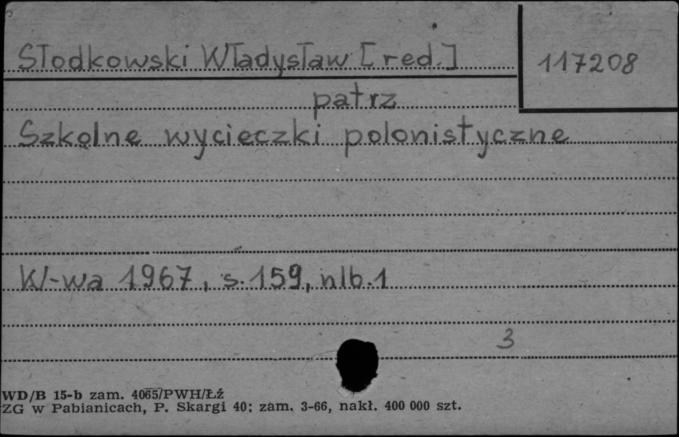 Słodkowski Władysław [red.]
117208
patrz
Szkolne wycieczki polonistyczne
W-wa 1967, s. 159, nlb. 1
3
WD/B 15-b zam. 4065/PWH/Łź
ZG w Pabianicach, P. Skargi 40; zam. 3-66, nakł. 400 000 szt.